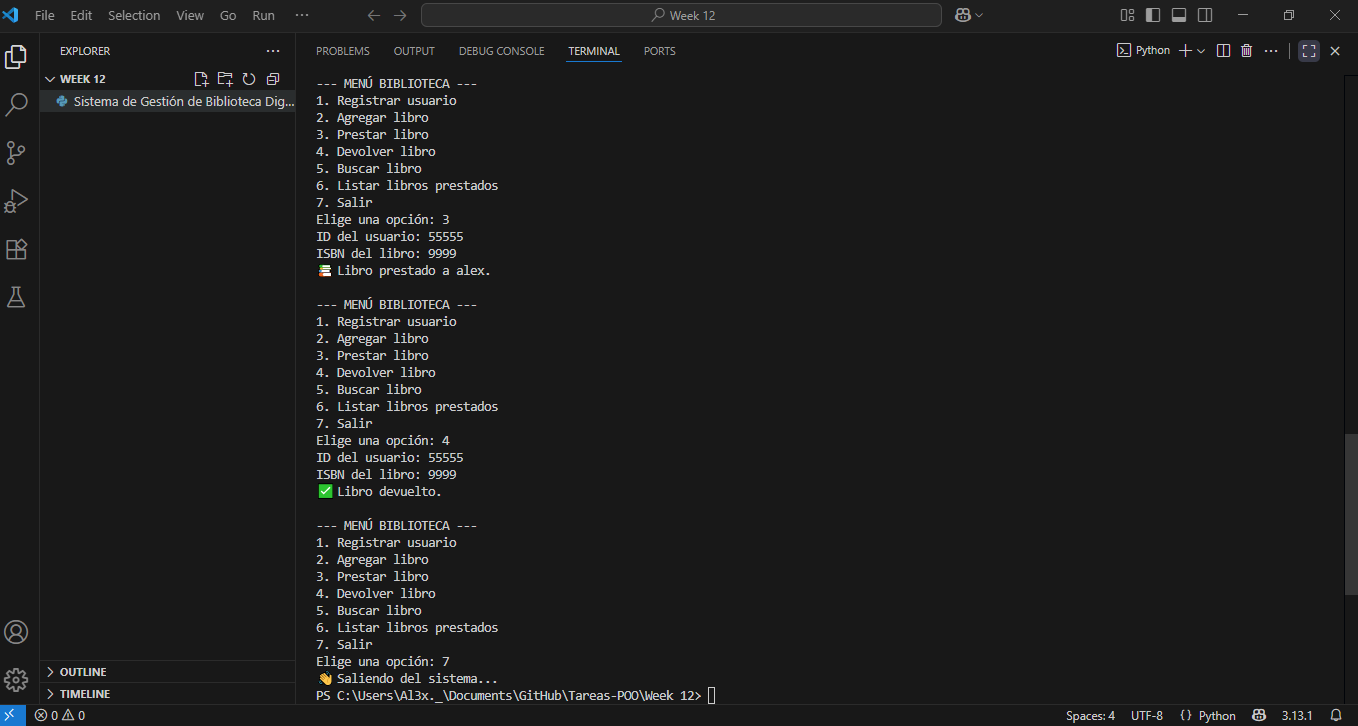 File Edit Selection View Go Run ...
Week 12
EXPLORER
WEEK 12
Sistema de Gestión de Biblioteca Dig...
OUTLINE
TIMELINE
PROBLEMS OUTPUT DEBUG CONSOLE TERMINAL PORTS
Python
--- MENÚ BIBLIOTECA ---
1. Registrar usuario
2. Agregar libro
3. Prestar libro
4. Devolver libro
5. Buscar libro
6. Listar libros prestados
7. Salir
Elige una opción: 3
ID del usuario: 55555
ISBN del libro: 9999
📚 Libro prestado a alex.
--- MENÚ BIBLIOTECA ---
1. Registrar usuario
2. Agregar libro
3. Prestar libro
4. Devolver libro
5. Buscar libro
6. Listar libros prestados
7. Salir
Elige una opción: 4
ID del usuario: 55555
ISBN del libro: 9999
✅ Libro devuelto.
--- MENÚ BIBLIOTECA ---
1. Registrar usuario
2. Agregar libro
3. Prestar libro
4. Devolver libro
5. Buscar libro
6. Listar libros prestados
7. Salir
Elige una opción: 7
👋 Saliendo del sistema...
PS C:\Users\Al3x._\Documents\GitHub\Tareas-POO\Week 12>
0 0
Spaces: 4 UTF-8 {} Python 3.13.1